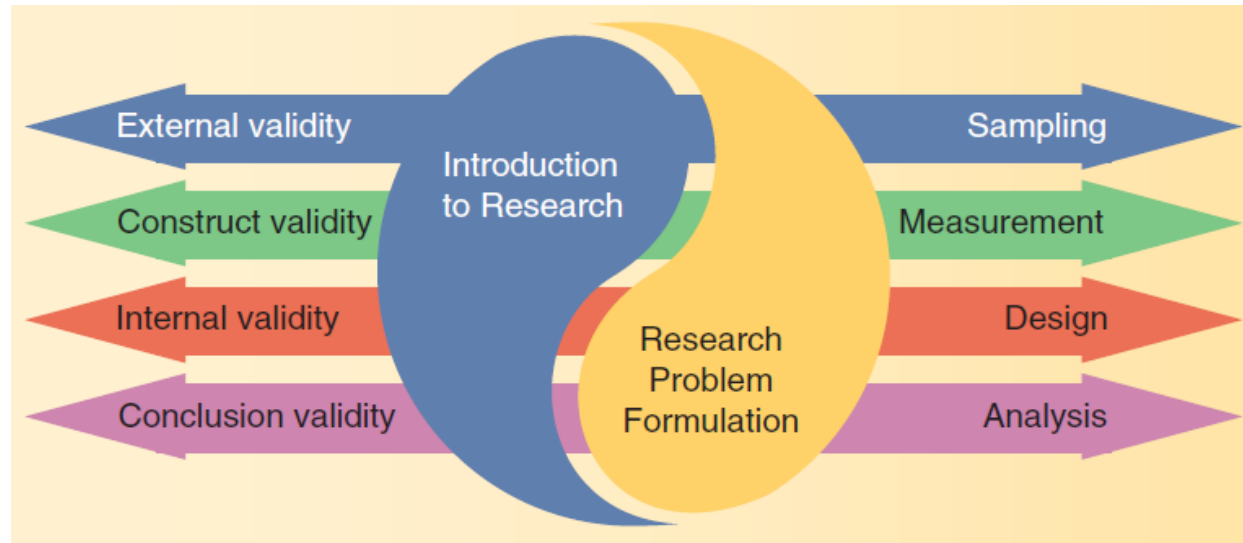 External validity
Sampling
Introduction
to Research
Construct validity
Measurement
Internal validity
Design
Research
Problem
Formulation
Conclusion validity
Analysis